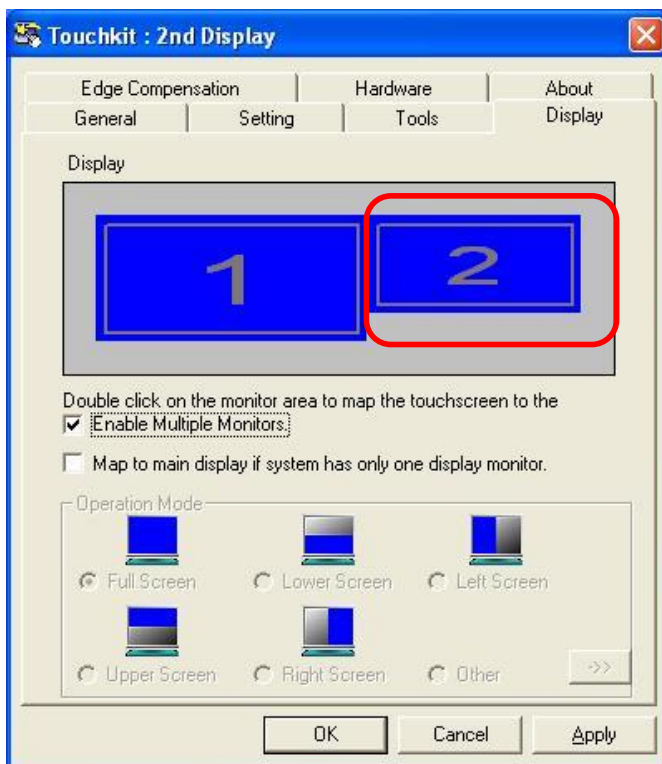 Touchkit : 2nd Display
Edge Compensation Hardware About
General Setting Tools Display
Display
1 2
Double click on the monitor area to map the touchscreen to the
Enable Multiple Monitors.
Map to main display if system has only one display monitor.
Operation Mode
Full Screen Lower Screen Left Screen
Upper Screen Right Screen Other ->>
OK Cancel Apply